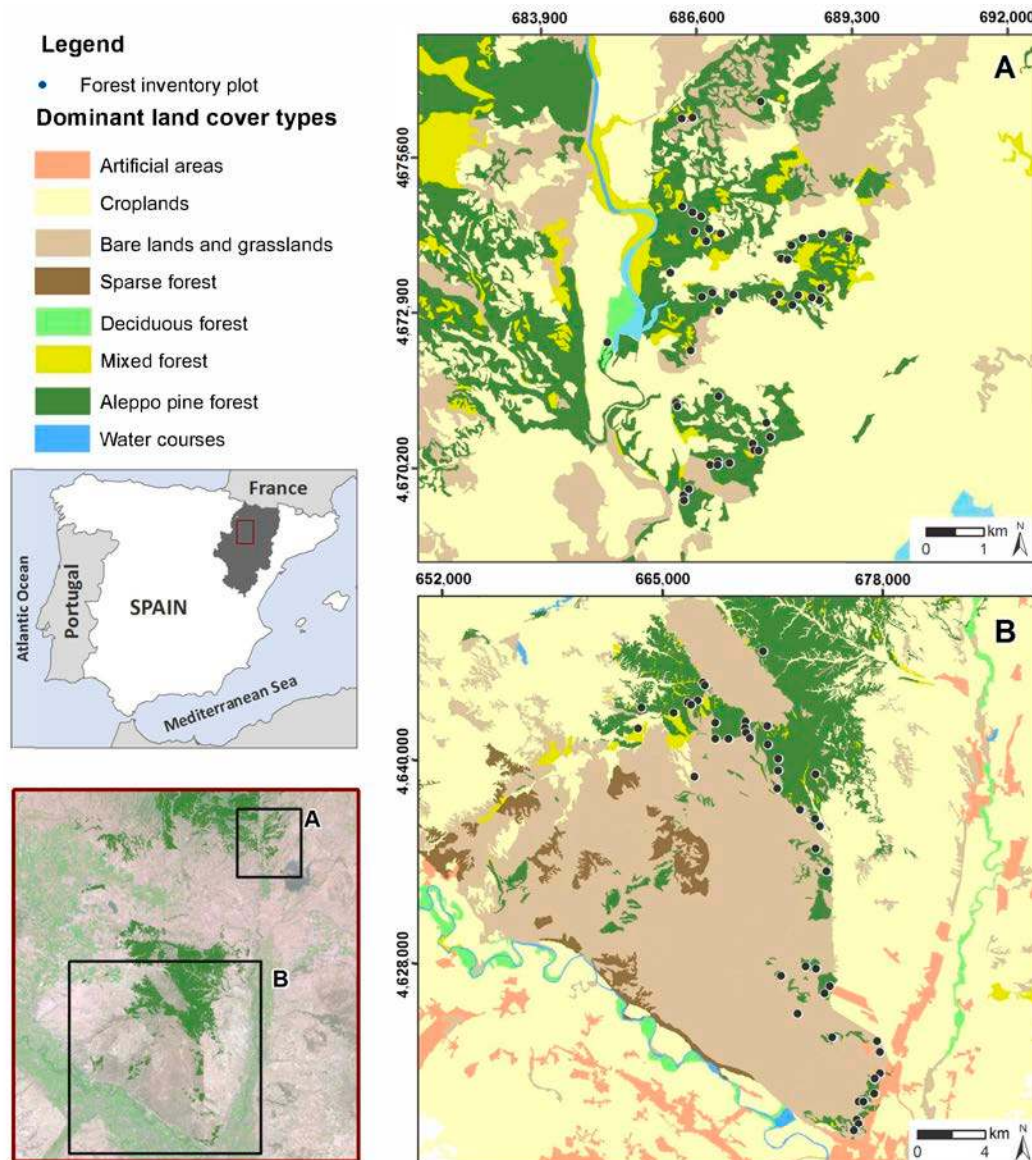 Legend
Forest inventory plot
Dominant land cover types
Artificial areas
Croplands
Bare lands and grasslands
Sparse forest
Deciduous forest
Mixed forest
Aleppo pine forest
Water courses
France
Atlantic Ocean
Portugal
SPAIN
Mediterranean Sea
A
B
683,900 686,600 689,300 692,000
A
4,675,600
4,672,900
4,670,200
km
0 1
N
652,000 665,000 678,000
B
4,640,000
4,628,000
km
0 4
N